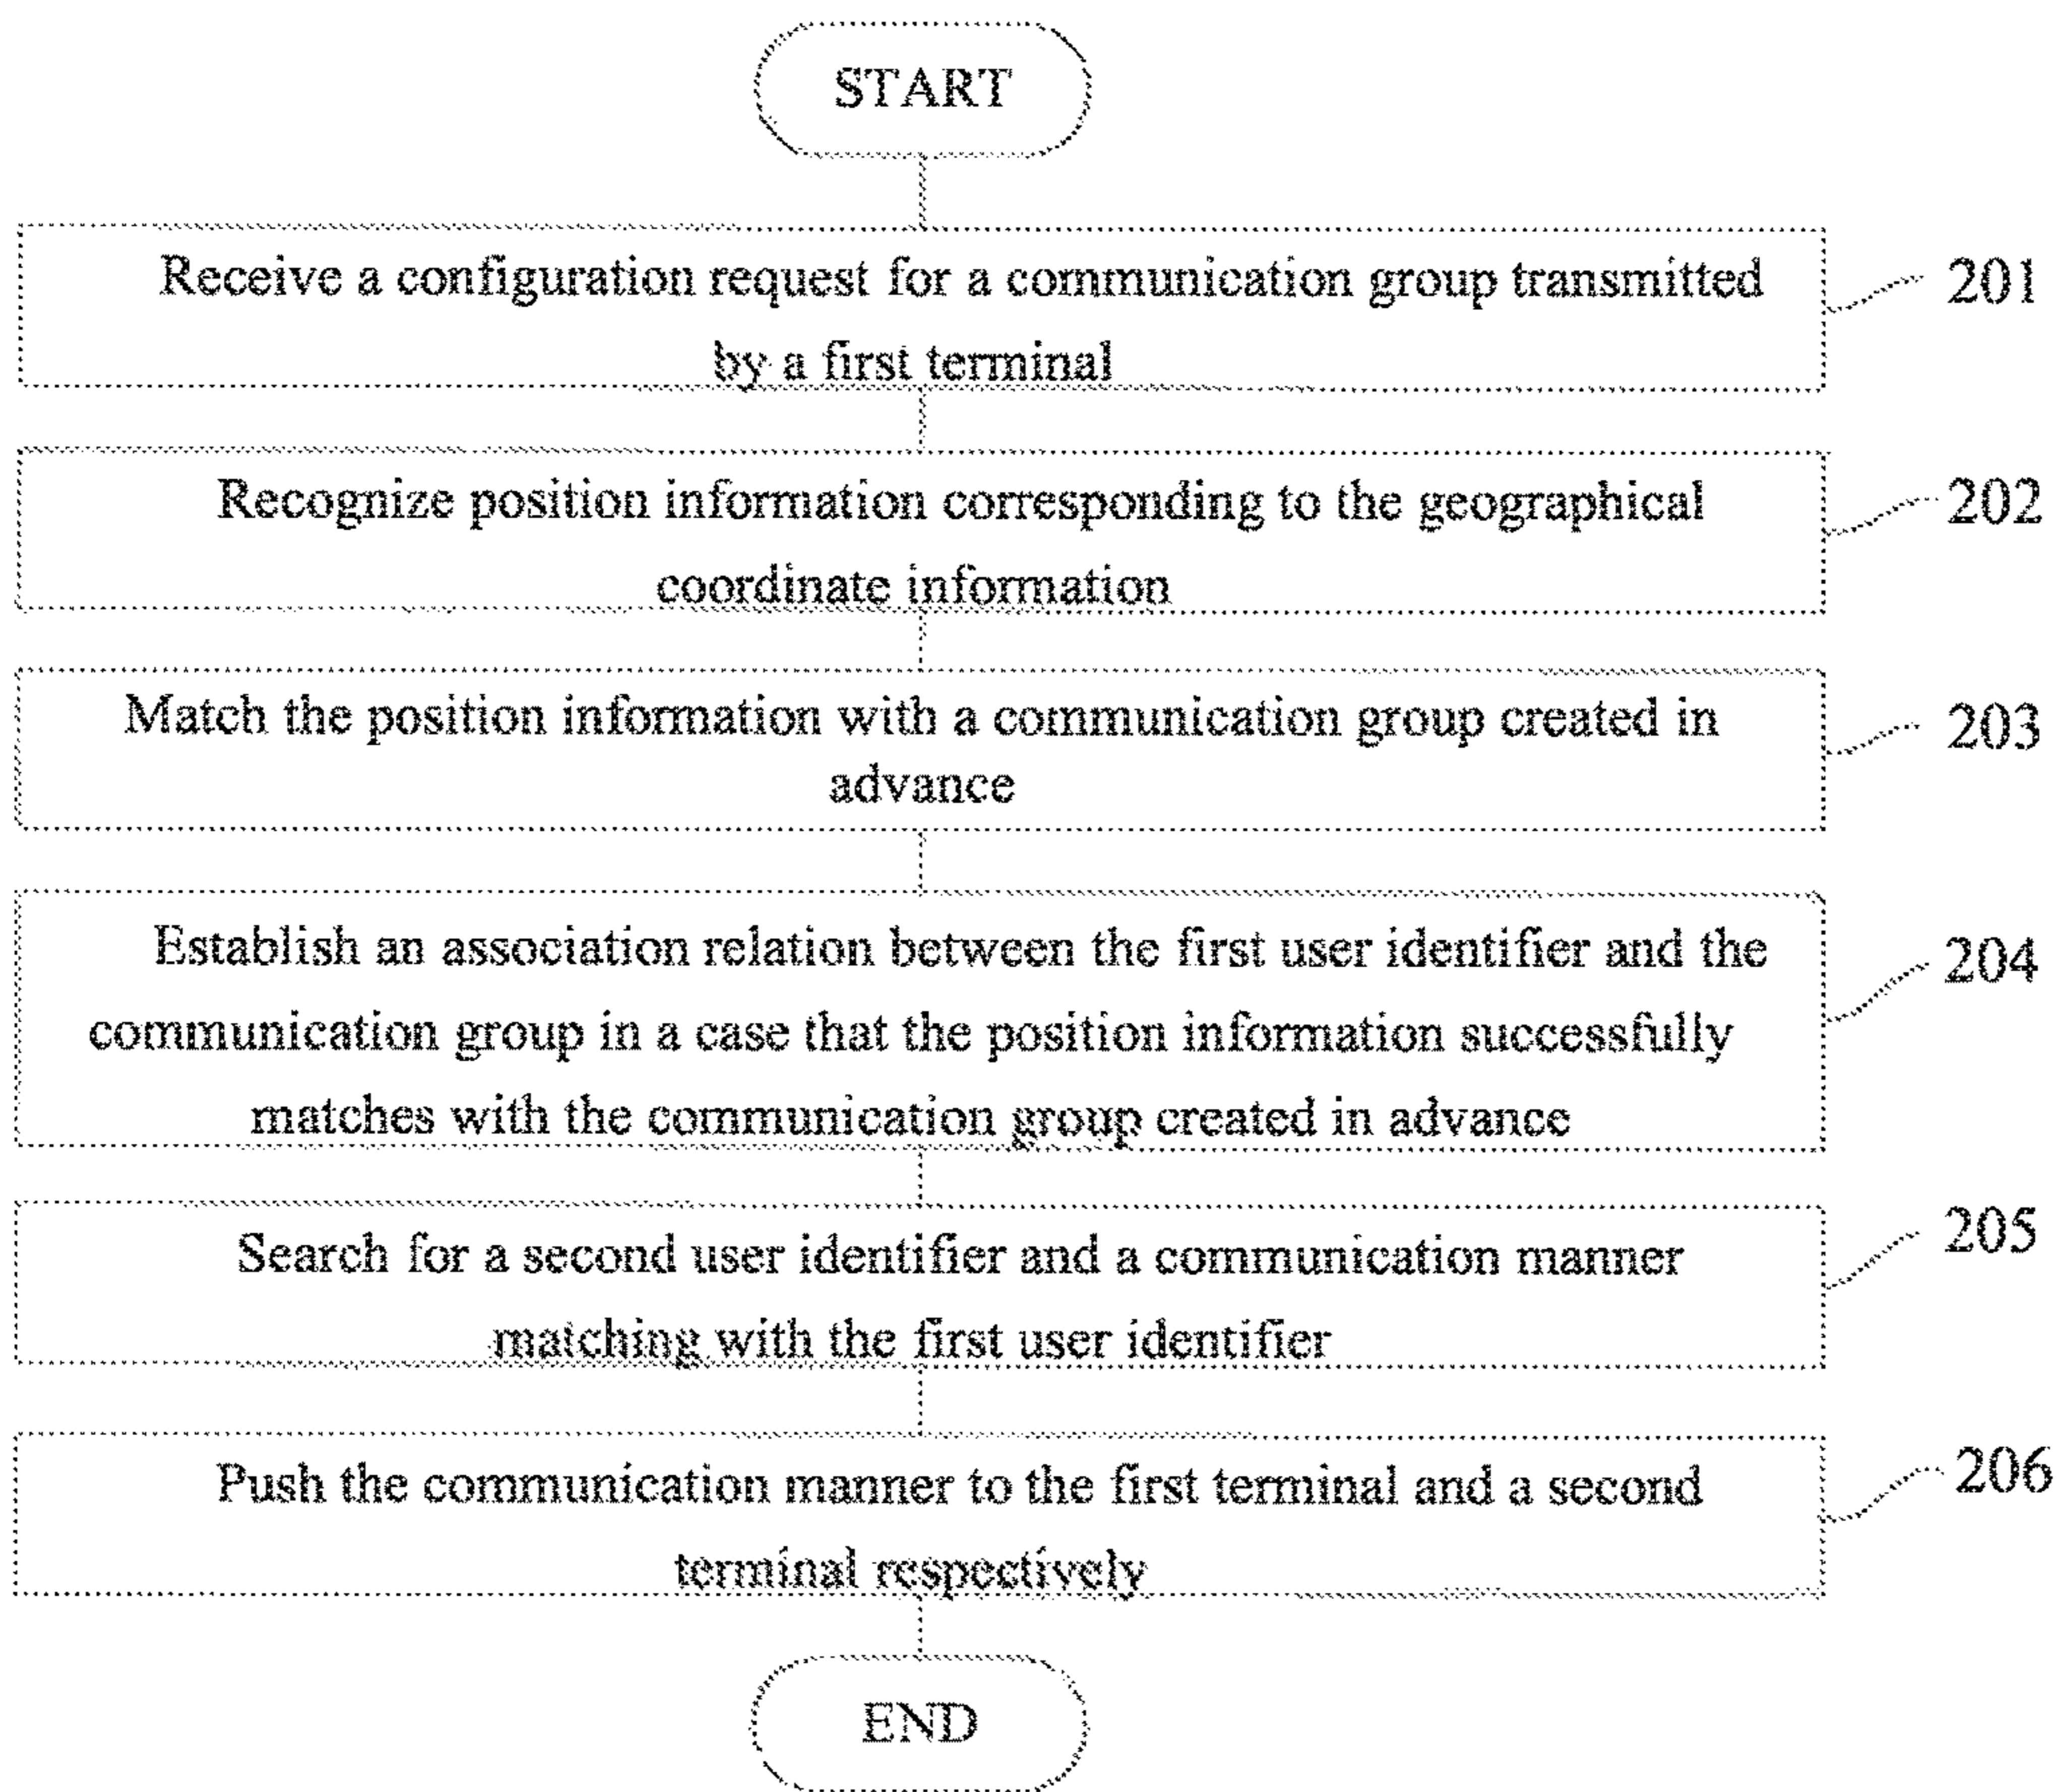 START
Receive a configuration request for a communication group transmitted
by a first terminal
201
Recognize position information corresponding to the geographical
coordinate information
202
Match the position information with a communication group created in
advance
203
Establish an association relation between the first user identifier and the
communication group in a case that the position information successfully
matches with the communication group created in advance
204
Search for a second user identifier and a communication manner
matching with the first user identifier
205
Push the communication manner to the first terminal and a second
terminal respectively
206
END